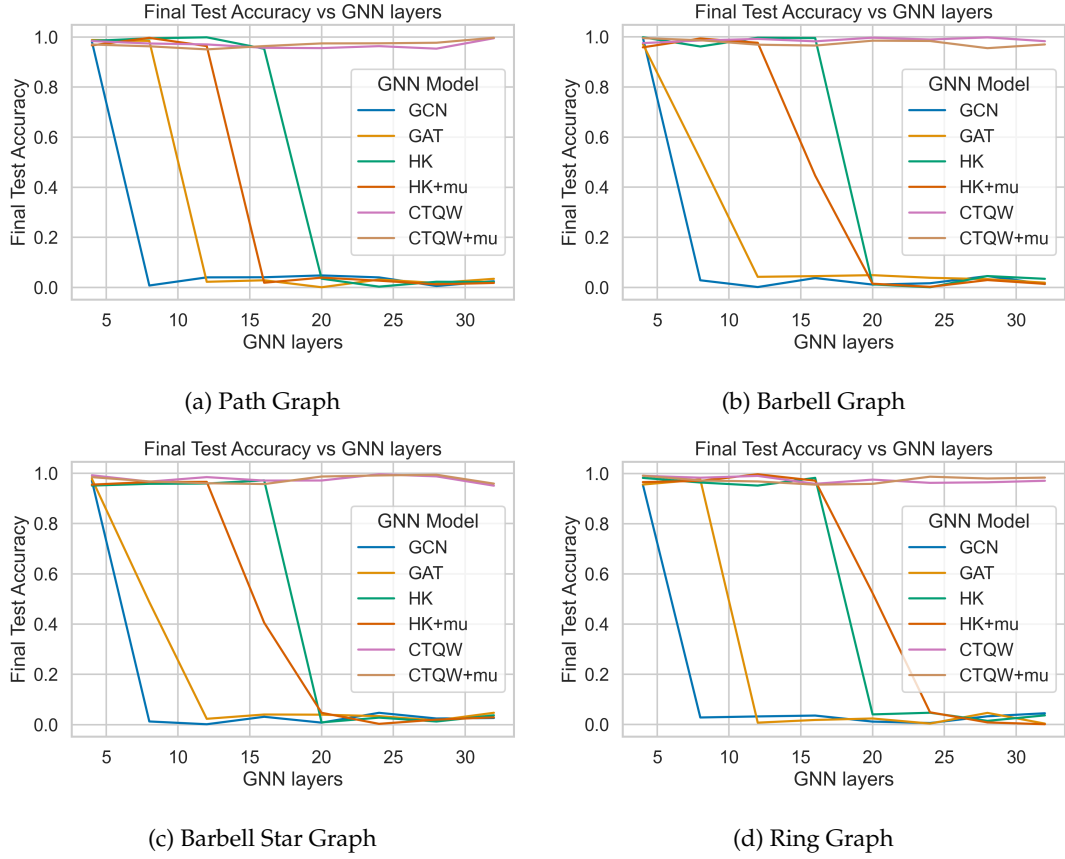 Final Test Accuracy vs GNN layers
1.0
0.8
0.6
0.4
0.2
0.0
Final Test Accuracy
GNN Model
GCN
GAT
HK
HK+mu
CTQW
CTQW+mu
5 10 15 20 25 30
GNN layers
(a) Path Graph
Final Test Accuracy vs GNN layers
1.0
0.8
0.6
0.4
0.2
0.0
Final Test Accuracy
GNN Model
GCN
GAT
HK
HK+mu
CTQW
CTQW+mu
5 10 15 20 25 30
GNN layers
(b) Barbell Graph
Final Test Accuracy vs GNN layers
1.0
0.8
0.6
0.4
0.2
0.0
Final Test Accuracy
GNN Model
GCN
GAT
HK
HK+mu
CTQW
CTQW+mu
5 10 15 20 25 30
GNN layers
(c) Barbell Star Graph
Final Test Accuracy vs GNN layers
1.0
0.8
0.6
0.4
0.2
0.0
Final Test Accuracy
GNN Model
GCN
GAT
HK
HK+mu
CTQW
CTQW+mu
5 10 15 20 25 30
GNN layers
(d) Ring Graph